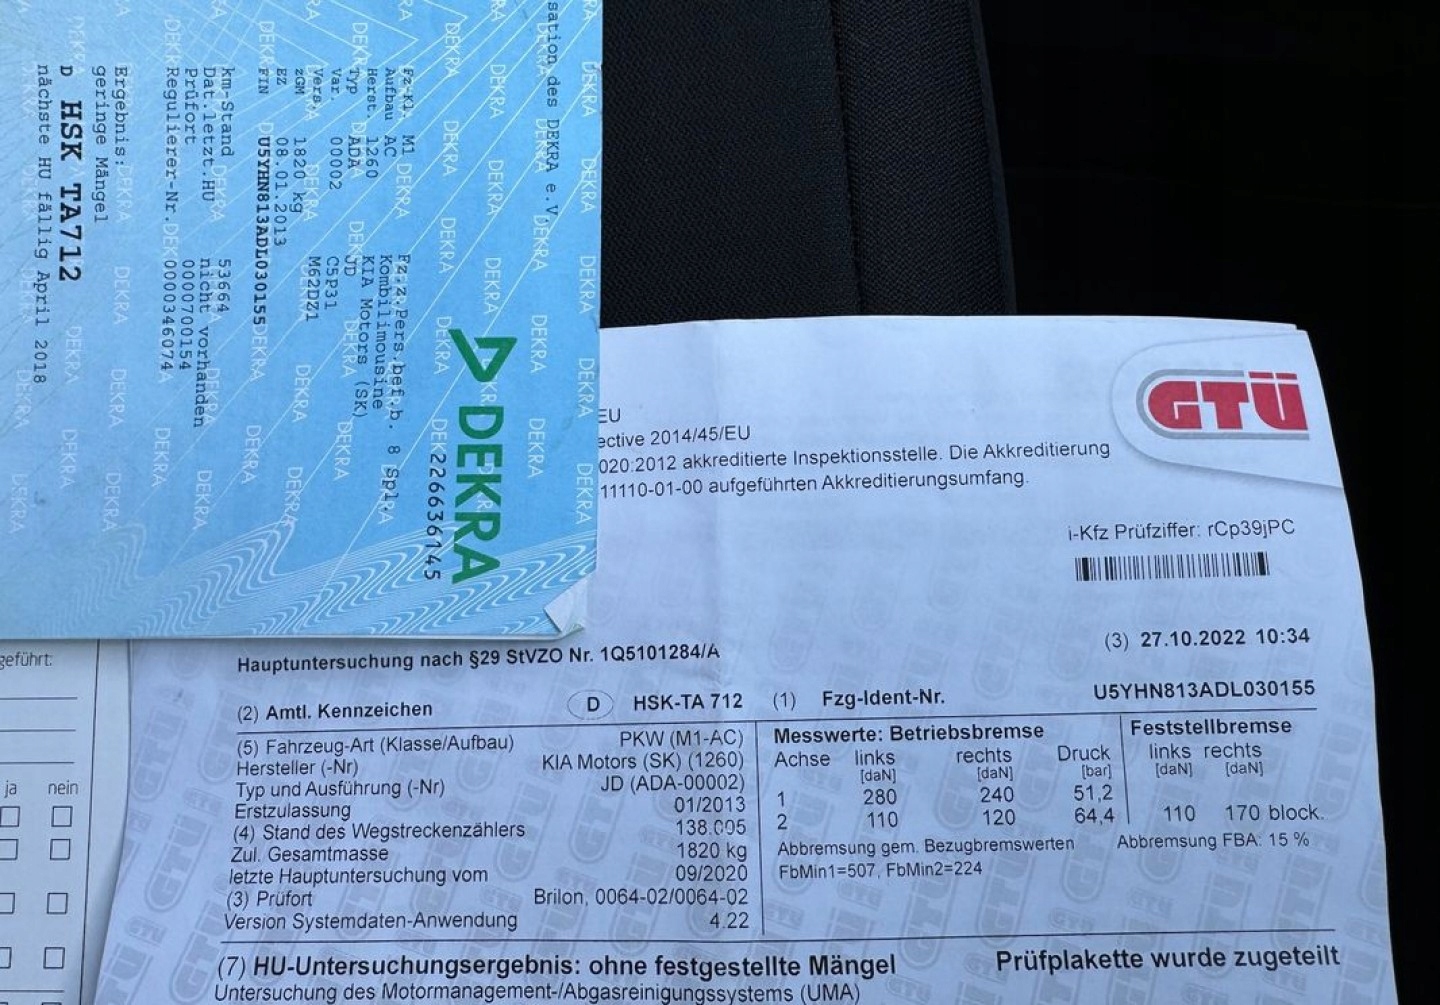 sation des DEKRA e.V.
DEKRA
226636145
Fz-Kl. M1 Fz.z.Pers.bef.b. 8 Spl.
Aufbau AC Kombilimousine
Herst. 1260 KIA Motors (SK)
Typ ADA JD
Var. 00002 C5P31
Vers. M62DZ1
zGM 1820 kg
EZ 08.01.2013
FIN U5YHN813ADL030155
km-Stand 53664
Dat.letzt.HU nicht vorhanden
Prüfort 0000700154
Regulierer-Nr. 0000346074
Ergebnis:
geringe Mängel
D HSK TA712
nächste HU fällig April 2018
geführt:
ja nein
GTÜ
EU
ective 2014/45/EU
020:2012 akkreditierte Inspektionsstelle. Die Akkreditierung
11110-01-00 aufgeführten Akkreditierungsumfang.
i-Kfz Prüfziffer: rCp39jPC
(3) 27.10.2022 10:34
Hauptuntersuchung nach §29 StVZO Nr. 1Q5101284/A
(2) Amtl. Kennzeichen D HSK-TA 712 (1) Fzg-Ident-Nr. U5YHN813ADL030155
(5) Fahrzeug-Art (Klasse/Aufbau) PKW (M1-AC)
Hersteller (-Nr) KIA Motors (SK) (1260)
Typ und Ausführung (-Nr) JD (ADA-00002)
Erstzulassung 01/2013
(4) Stand des Wegstreckenzählers 138.005
Zul. Gesamtmasse 1820 kg
letzte Hauptuntersuchung vom 09/2020
(3) Prüfort Brilon, 0064-02/0064-02
Version Systemdaten-Anwendung 4.22
Messwerte: Betriebsbremse Feststellbremse
Achse links rechts Druck links rechts
[daN] [daN] [bar] [daN] [daN]
1 280 240 51,2
2 110 120 64,4 110 170 block.
Abbremsung gem. Bezugbremswerten Abbremsung FBA: 15 %
FbMin1=507, FbMin2=224
(7) HU-Untersuchungsergebnis: ohne festgestellte Mängel Prüfplakette wurde zugeteilt
Untersuchung des Motormanagement-/Abgasreinigungssystems (UMA)